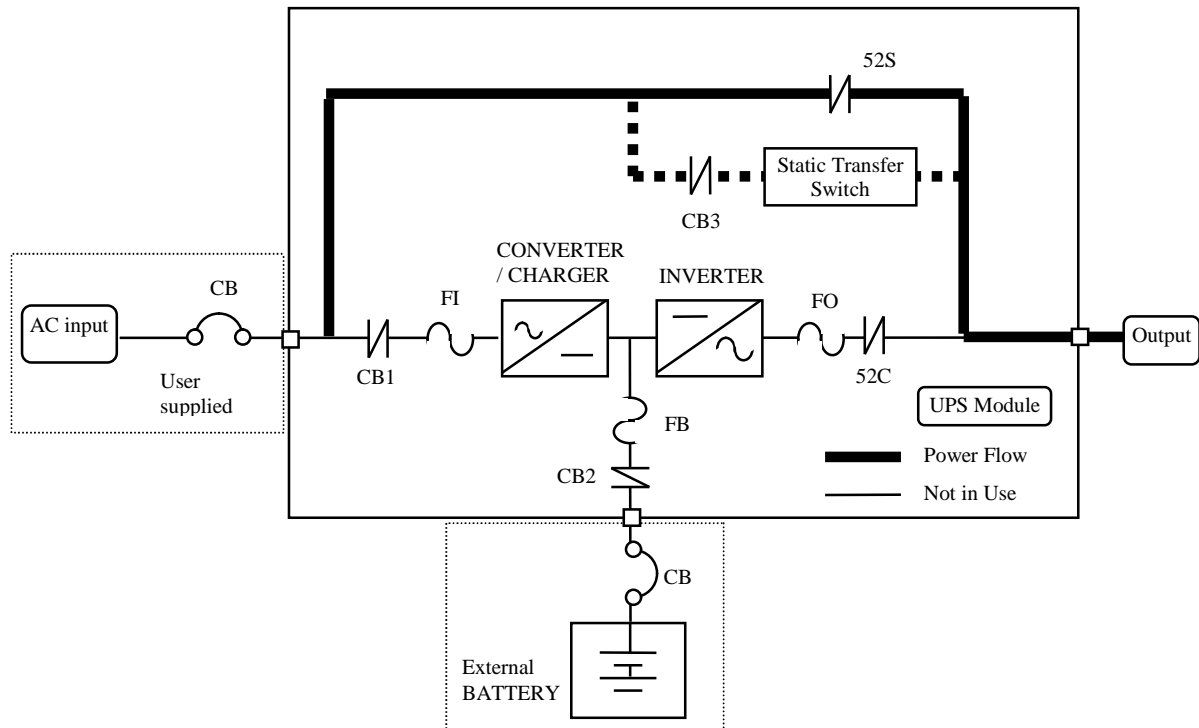 52S
Static Transfer
Switch
CB3
CONVERTER
/ CHARGER
INVERTER
CB
FI
FO
AC input
Output
CB1
52C
User
supplied
UPS Module
FB
Power Flow
CB2
Not in Use
CB
External
BATTERY